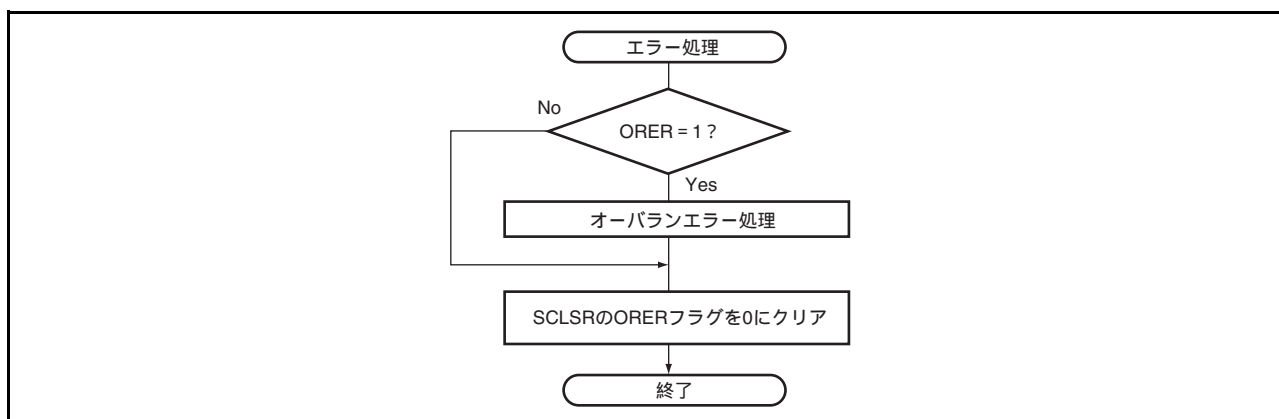 エラー処理
No
ORER = 1 ?
Yes
オーバランエラー処理
SCLSRのORERフラグを0にクリア
終了